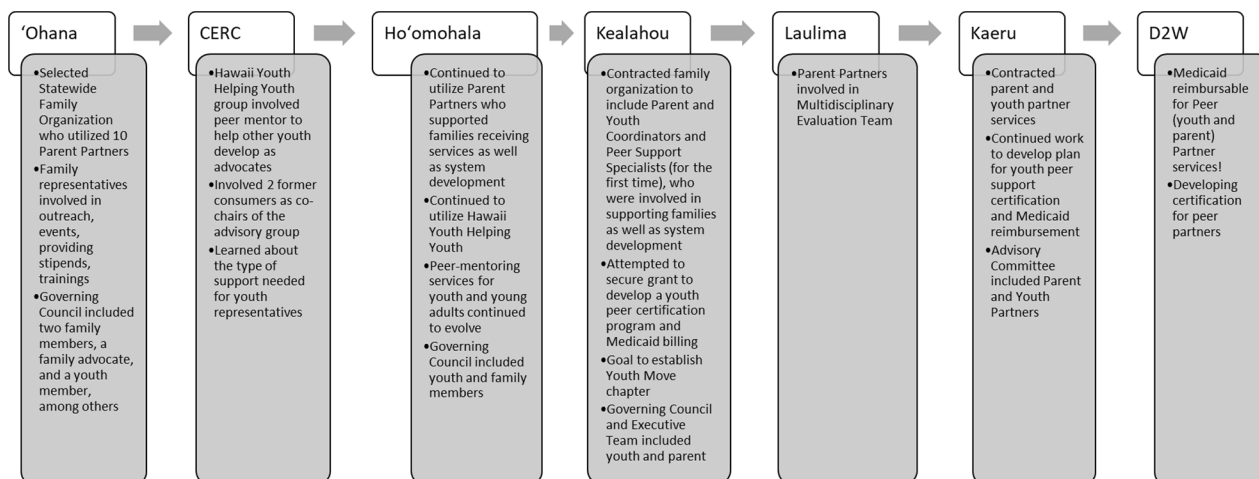 ʻOhana
•Selected
Statewide
Family
Organization
who utilized 10
Parent Partners
•Family
representatives
involved in
outreach,
events,
providing
stipends,
trainings
•Governing
Council included
two family
members, a
family advocate,
and a youth
member,
among others
CERC
•Hawaii Youth
Helping Youth
group involved
peer mentor to
help other youth
develop as
advocates
•Involved 2 former
consumers as co-
chairs of the
advisory group
•Learned about
the type of
support needed
for youth
representatives
Hoʻomohala
•Continued to
utilize Parent
Partners who
supported
families receiving
services as well
as system
development
•Continued to
utilize Hawaii
Youth Helping
Youth
•Peer-mentoring
services for
youth and young
adults continued
to evolve
•Governing
Council included
youth and family
members
Kealahou
•Contracted family
organization to
include Parent and
Youth
Coordinators and
Peer Support
Specialists (for the
first time), who
were involved in
supporting families
as well as system
development
•Attempted to
secure grant to
develop a youth
peer certification
program and
Medicaid billing
•Goal to establish
Youth Move
chapter
•Governing Council
and Executive
Team included
youth and parent
Laulima
•Parent Partners
involved in
Multidisciplinary
Evaluation Team
Kaeru
•Contracted
parent and
youth partner
services
•Continued work
to develop plan
for youth peer
support
certification
and Medicaid
reimbursement
•Advisory
Committee
included Parent
and Youth
Partners
D2W
•Medicaid
reimbursable
for Peer
(youth and
parent)
Partner
services!
•Developing
certification
for peer
partners